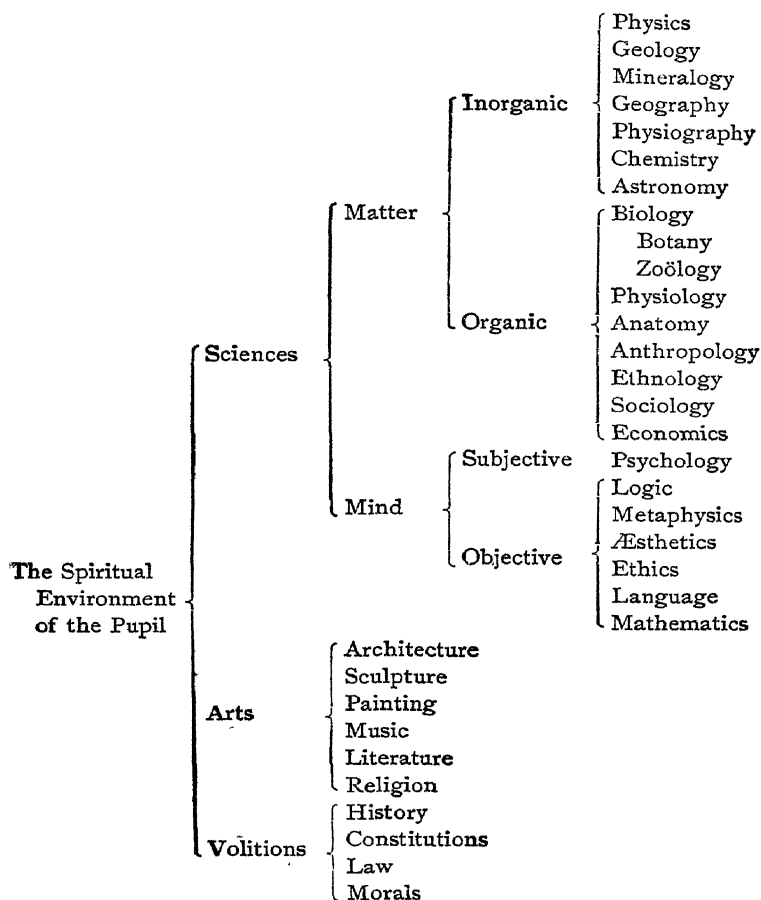 Physics
Geology
Mineralogy
Inorganic
Geography
Physiography
Chemistry
Astronomy
Matter
Biology
Botany
Zoölogy
Physiology
Organic
Anatomy
Sciences
Anthropology
Ethnology
Sociology
Economics
Subjective
Psychology
Mind
Logic
Metaphysics
Objective
Æsthetics
The Spiritual
Environment
of the Pupil
Ethics
Language
Mathematics
Architecture
Sculpture
Painting
Arts
Music
Literature
Religion
History
Volitions
Constitutions
Law
Morals